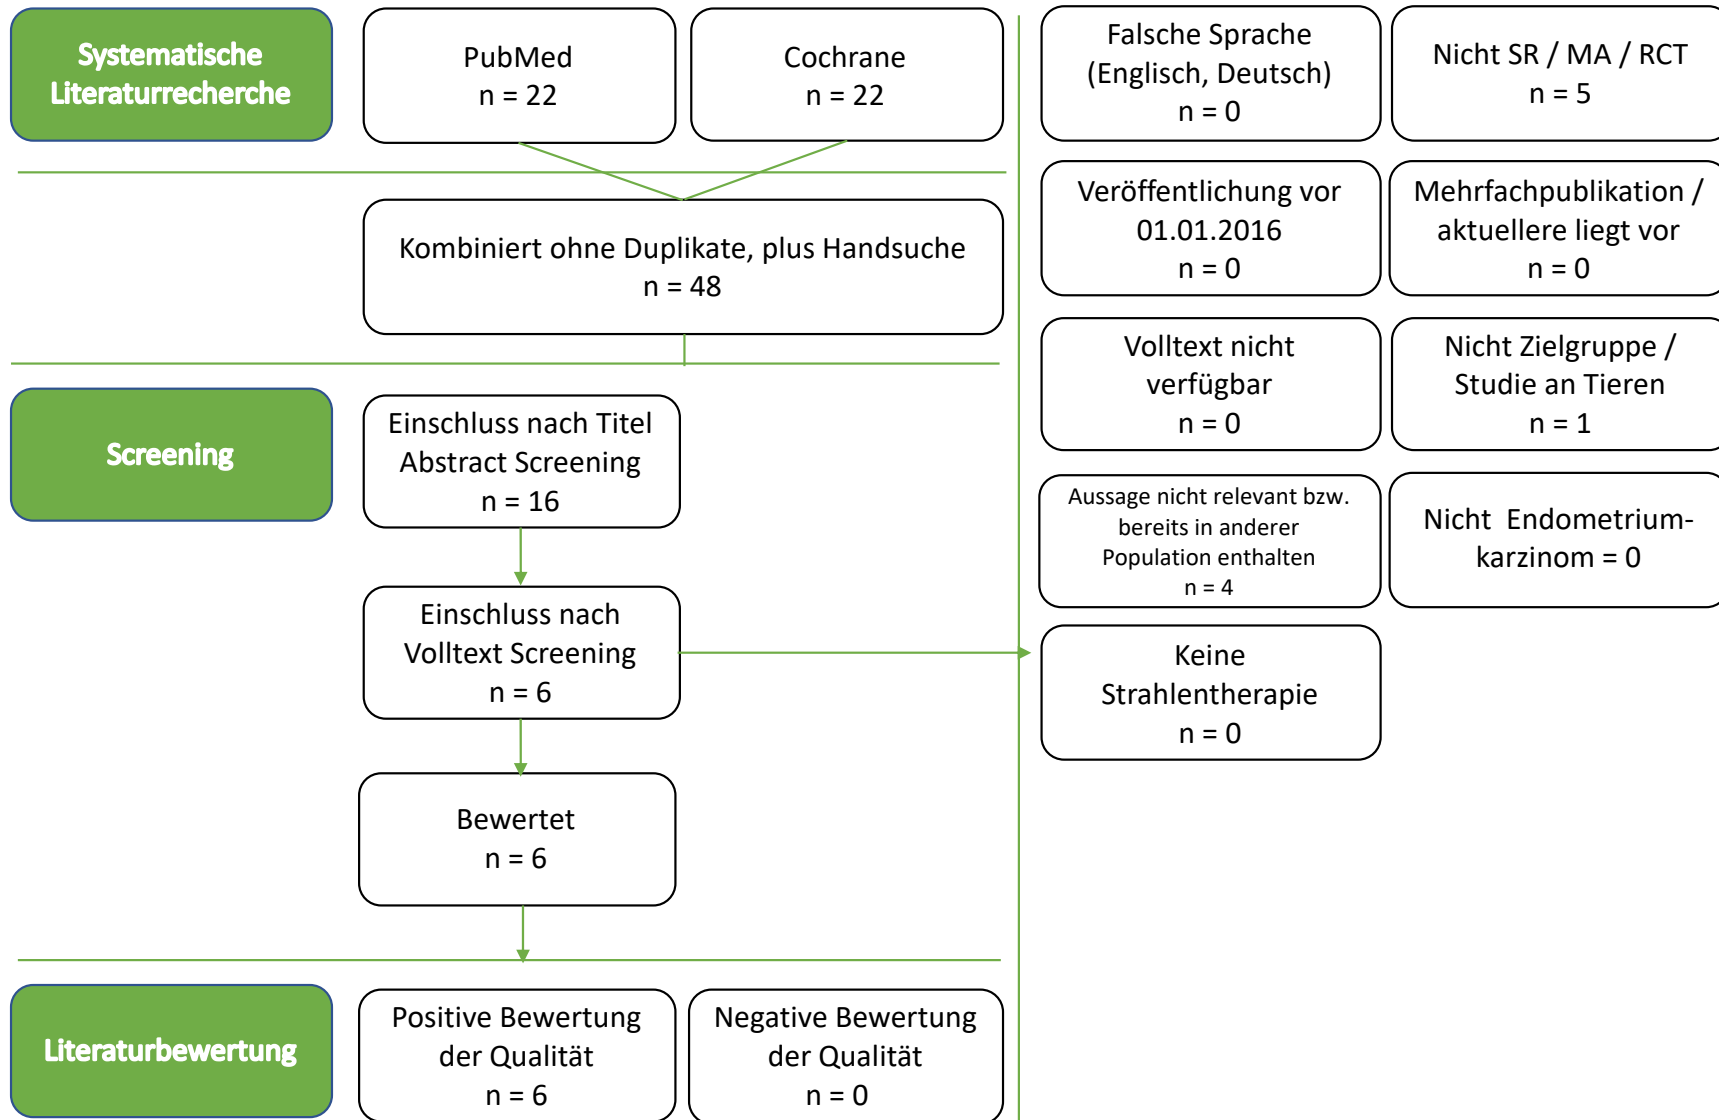 Systematische
Literaturrecherche
PubMed
n = 22
Cochrane
n = 22
Kombiniert ohne Duplikate, plus Handsuche
n = 48
Screening
Einschluss nach Titel
Abstract Screening
n = 16
Einschluss nach
Volltext Screening
n = 6
Bewertet
n = 6
Literaturbewertung
Positive Bewertung
der Qualität
n = 6
Negative Bewertung
der Qualität
n = 0
Falsche Sprache
(Englisch, Deutsch)
n = 0
Nicht SR / MA / RCT
n = 5
Veröffentlichung vor
01.01.2016
n = 0
Mehrfachpublikation /
aktuellere liegt vor
n = 0
Volltext nicht
verfügbar
n = 0
Nicht Zielgruppe /
Studie an Tieren
n = 1
Aussage nicht relevant bzw.
bereits in anderer
Population enthalten
n = 4
Nicht Endometrium-
karzinom = 0
Keine
Strahlentherapie
n = 0